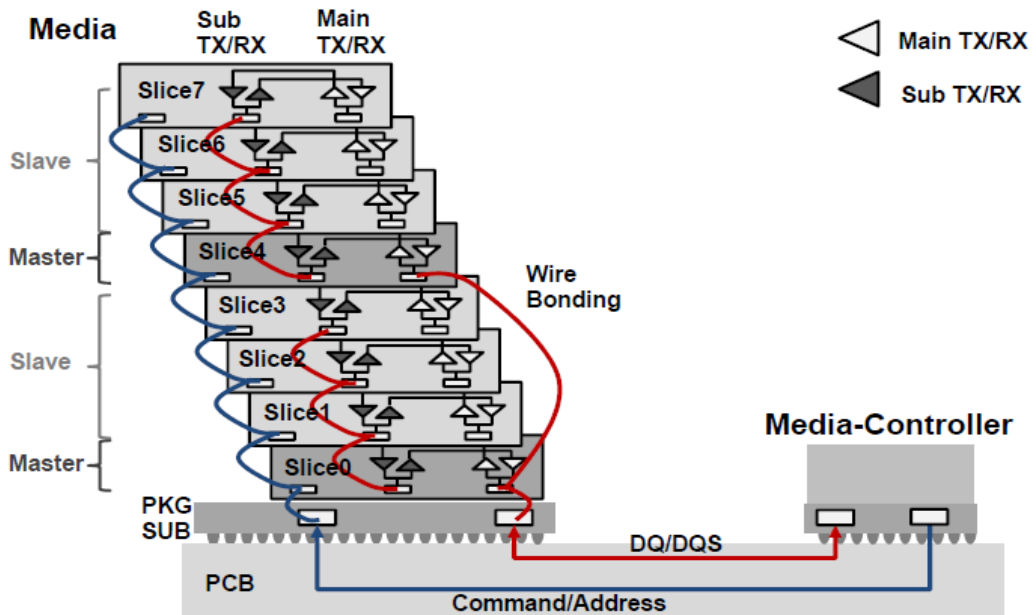 Media
Sub
TX/RX
Main
TX/RX
Main TX/RX
Sub TX/RX
Slice7
Slice6
Slave
Slice5
Master
Slice4
Wire
Bonding
Slice3
Slave
Slice2
Slice1
Media-Controller
Master
Slice0
PKG
SUB
DQ/DQS
PCB
Command/Address